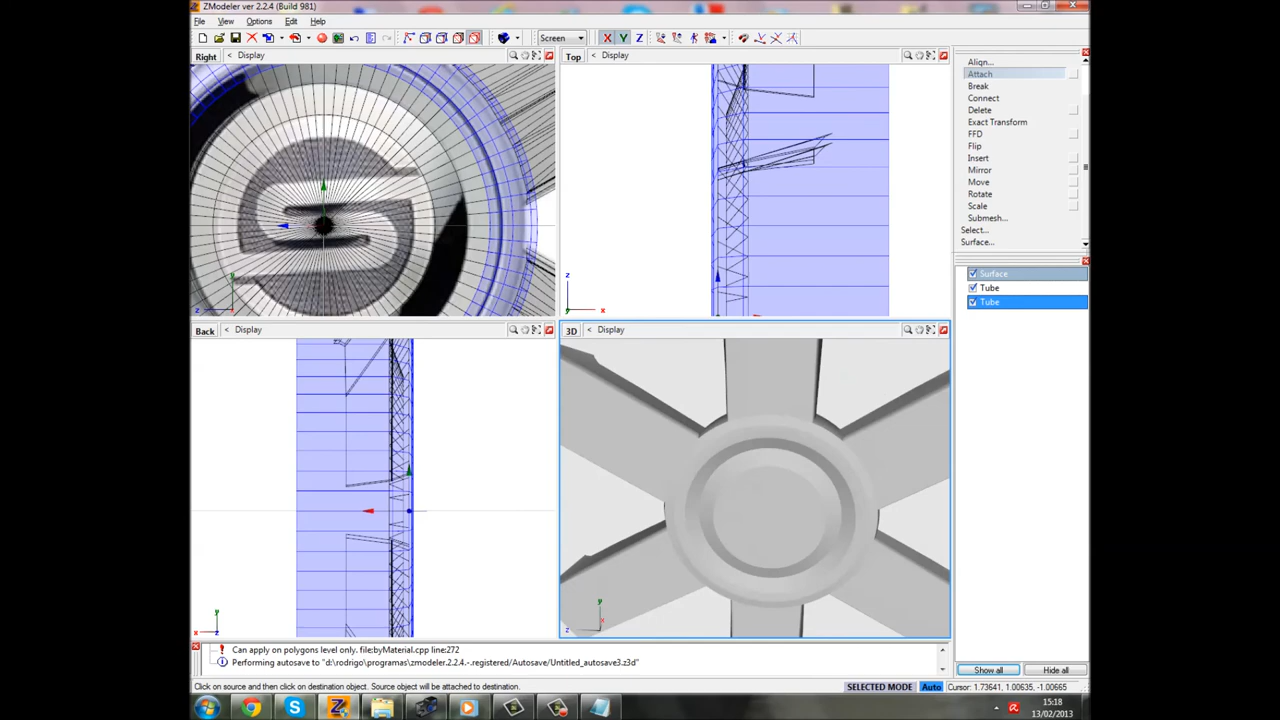 ZModeler ver 2.2.4 (Build 981)
File View Options Edit Help
Screen X Y Z
Right < Display
Top < Display
Align...
Attach
Break
Connect
Delete
Exact Transform
FFD
Flip
Insert
Mirror
Move
Rotate
Scale
Submesh...
Select...
Surface...
Surface
Tube
Tube
y
z
z
y x
Back < Display
3D < Display
y
x z
y
z x
Show all Hide all
Can apply on polygons level only. file:byMaterial.cpp line:272
Performing autosave to "d:\rodrigo\programas\zmodeler.2.2.4.-.registered/Autosave/Untitled_autosave3.z3d"
Click on source and then click on destination object. Source object will be attached to destination. SELECTED MODE Auto Cursor: 1.73641, 1.00635, -1.00665
15:18
13/02/2013